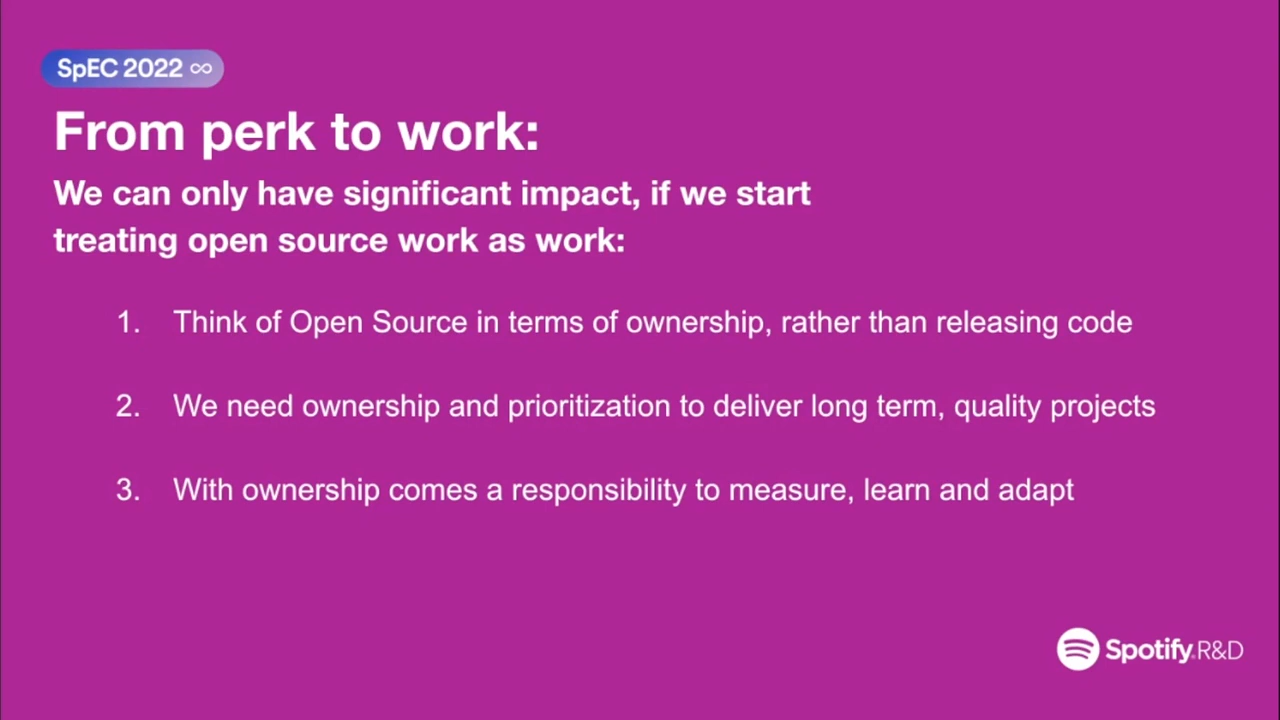 SpEC 2022 ∞
From perk to work:
We can only have significant impact, if we start
treating open source work as work:
1. Think of Open Source in terms of ownership, rather than releasing code
2. We need ownership and prioritization to deliver long term, quality projects
3. With ownership comes a responsibility to measure, learn and adapt
Spotify R&D